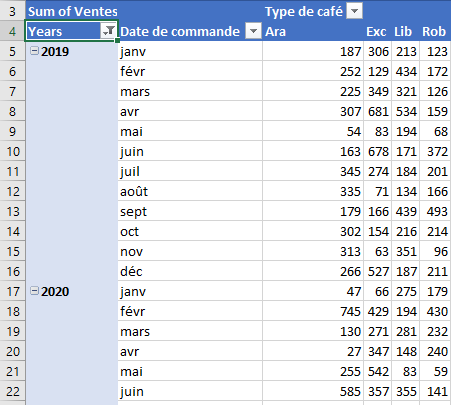 3 Sum of Ventes Type de café
4 Years Date de commande Ara Exc Lib Rob
5 2019 janv 187 306 213 123
6 févr 252 129 434 172
7 mars 225 349 321 126
8 avr 307 681 534 159
9 mai 54 83 194 68
10 juin 163 678 171 372
11 juil 345 274 184 201
12 août 335 71 134 166
13 sept 179 166 439 493
14 oct 302 154 216 214
15 nov 313 63 351 96
16 déc 266 527 187 211
17 2020 janv 47 66 275 179
18 févr 745 429 194 430
19 mars 130 271 281 232
20 avr 27 347 148 240
21 mai 255 542 83 59
22 juin 585 357 355 141